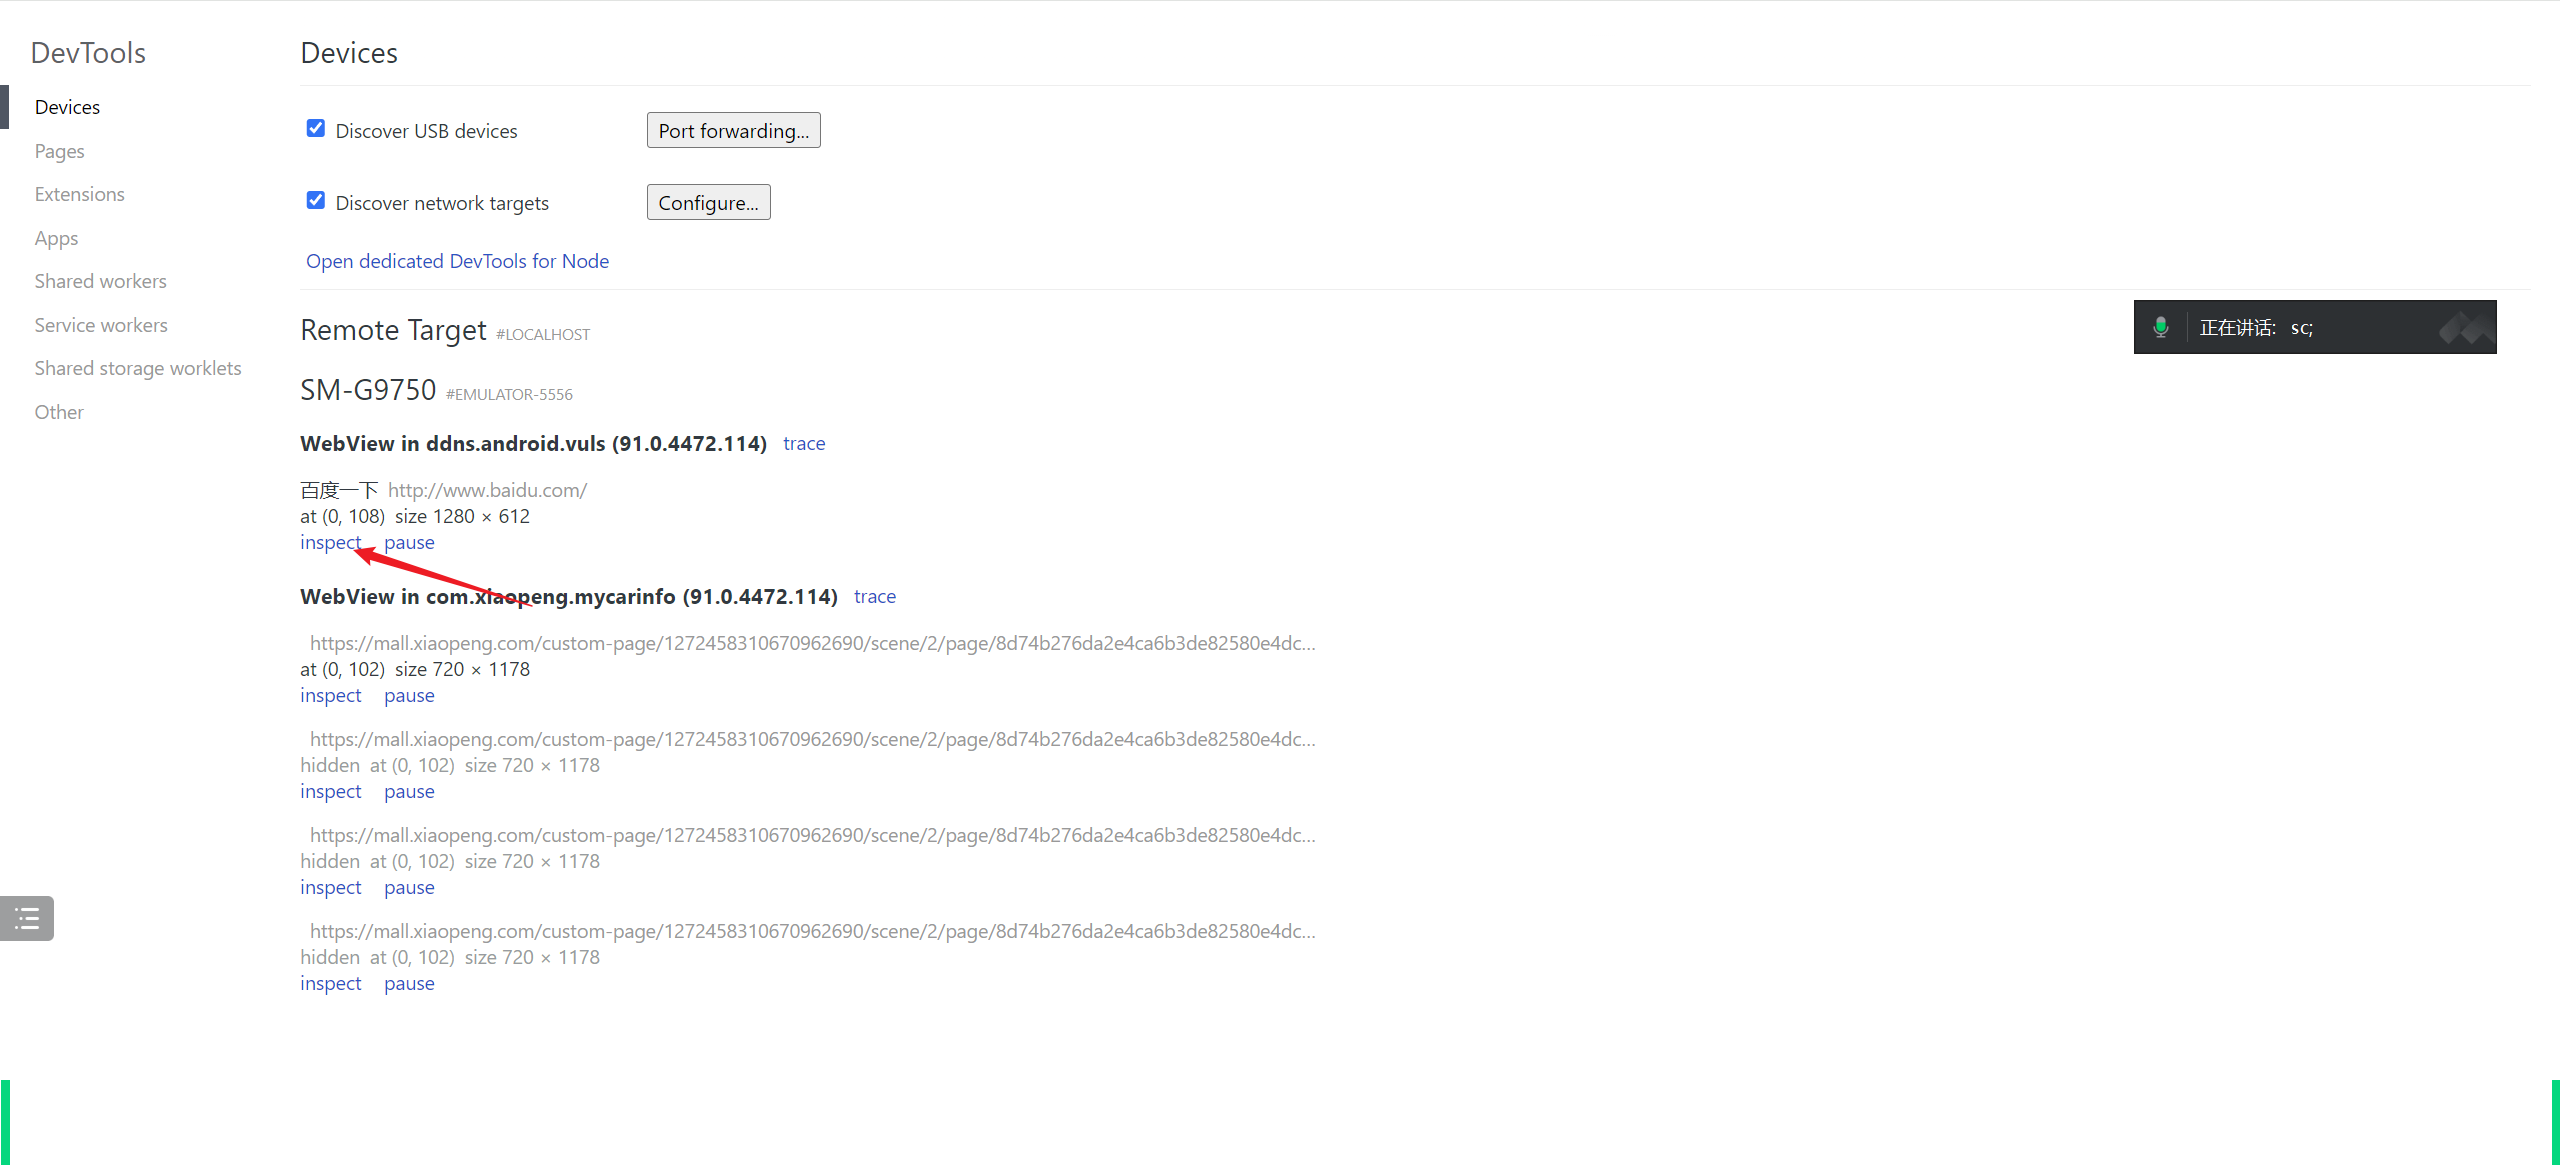 DevTools
Devices
Pages
Extensions
Apps
Shared workers
Service workers
Shared storage worklets
Other
Devices
Discover USB devices
Port forwarding...
Discover network targets
Configure...
Open dedicated DevTools for Node
Remote Target #LOCALHOST
正在讲话: sc;
SM-G9750 #EMULATOR-5556
WebView in ddns.android.vuls (91.0.4472.114) trace
百度一下 http://www.baidu.com/
at (0, 108) size 1280 × 612
inspect pause
WebView in com.xiaopeng.mycarinfo (91.0.4472.114) trace
https://mall.xiaopeng.com/custom-page/1272458310670962690/scene/2/page/8d74b276da2e4ca6b3de82580e4dc...
at (0, 102) size 720 × 1178
inspect pause
https://mall.xiaopeng.com/custom-page/1272458310670962690/scene/2/page/8d74b276da2e4ca6b3de82580e4dc...
hidden at (0, 102) size 720 × 1178
inspect pause
https://mall.xiaopeng.com/custom-page/1272458310670962690/scene/2/page/8d74b276da2e4ca6b3de82580e4dc...
hidden at (0, 102) size 720 × 1178
inspect pause
https://mall.xiaopeng.com/custom-page/1272458310670962690/scene/2/page/8d74b276da2e4ca6b3de82580e4dc...
hidden at (0, 102) size 720 × 1178
inspect pause